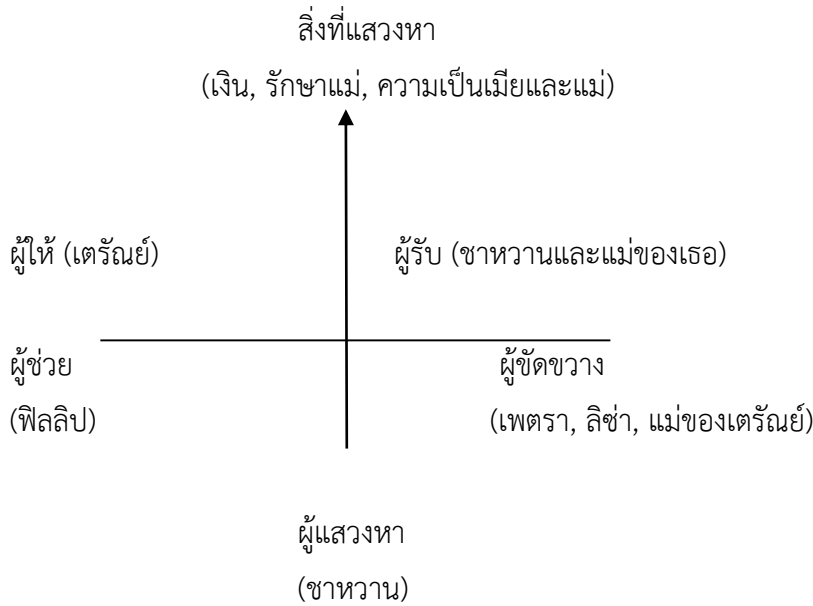 สิ่งที่แสวงหา
(เงิน, รักษาแม่, ความเป็นเมียและแม่)
ผู้ให้ (เตรัณย์)
ผู้รับ (ชาหวานและแม่ของเธอ)
ผู้ช่วย
(ฟิลลิป)
ผู้ขัดขวาง
(เพตรา, ลิซ่า, แม่ของเตรัณย์)
ผู้แสวงหา
(ชาหวาน)